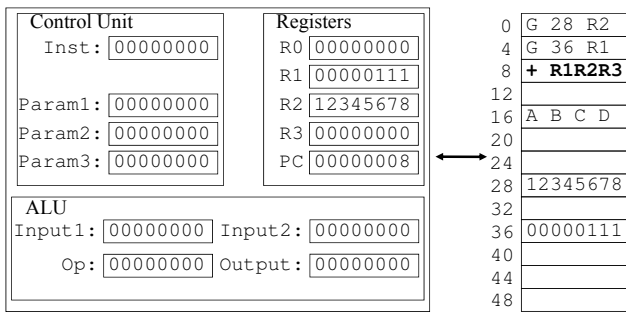 Control Unit
Inst: 00000000
Param1: 00000000
Param2: 00000000
Param3: 00000000
Registers
R0 00000000
R1 00000111
R2 12345678
R3 00000000
PC 00000008
ALU
Input1: 00000000 Input2: 00000000
Op: 00000000 Output: 00000000
0 G 28 R2
4 G 36 R1
8 + R1R2R3
12
16 A B C D
20
24
28 12345678
32
36 00000111
40
44
48